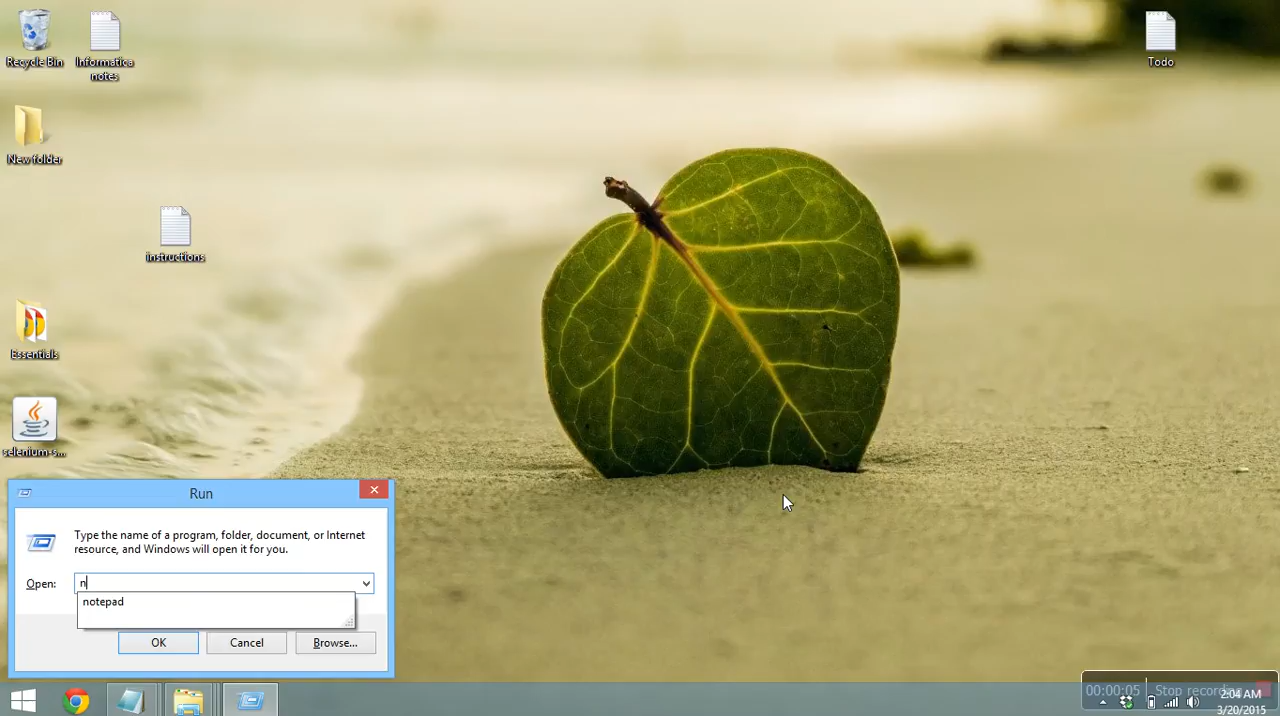 Recycle Bin
Informatica
notes
Todo
New folder
instructions
Essentials
selenium-s...
Run
Type the name of a program, folder, document, or Internet
resource, and Windows will open it for you.
Open:
n
notepad
OK
Cancel
Browse...
00:00:05
Stop recording
2:04 AM
3/20/2015